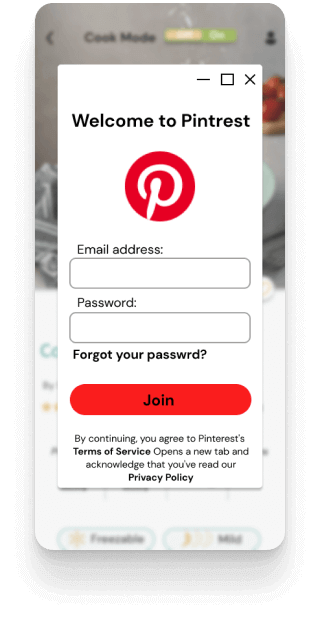 Cook Mode
On
Welcome to Pintrest
Email address:
Password:
Forgot your passwrd?
Join
By continuing, you agree to Pinterest's
Terms of Service Opens a new tab and
acknowledge that you've read our
Privacy Policy
Freezable
Mild